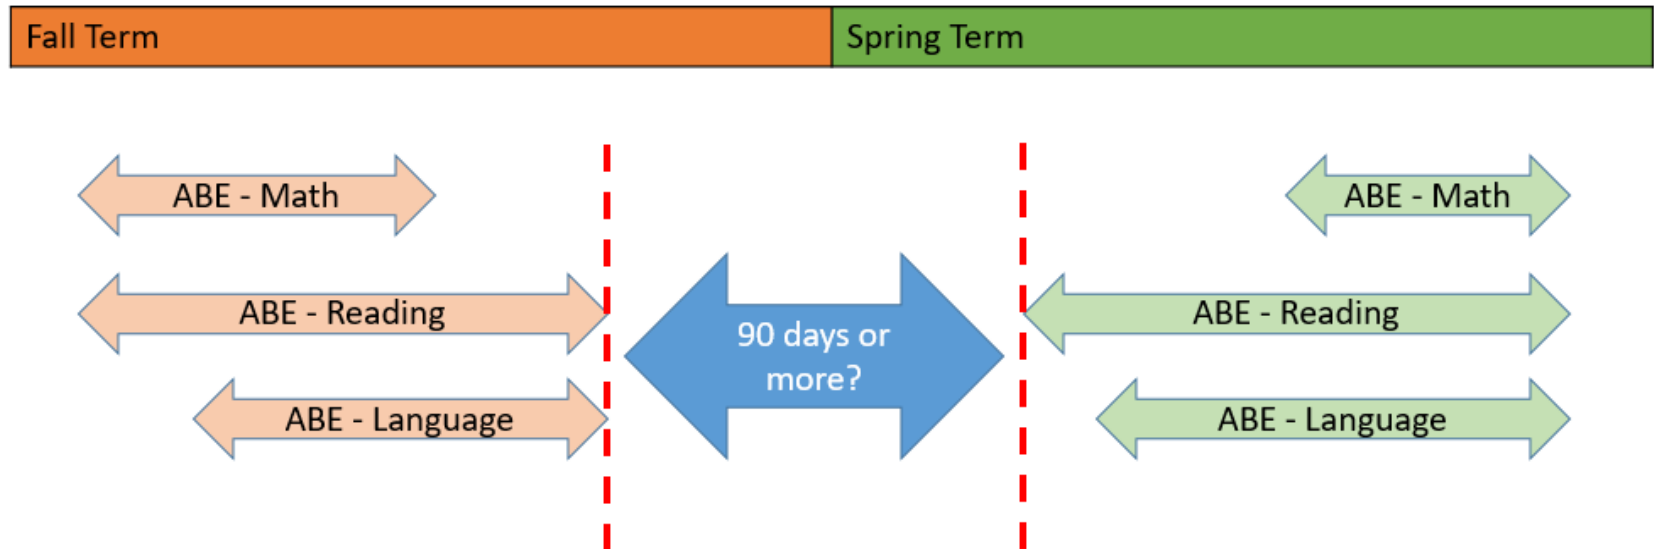 Fall Term
Spring Term
ABE - Math
ABE - Math
ABE - Reading
ABE - Reading
90 days or
more?
ABE - Language
ABE - Language